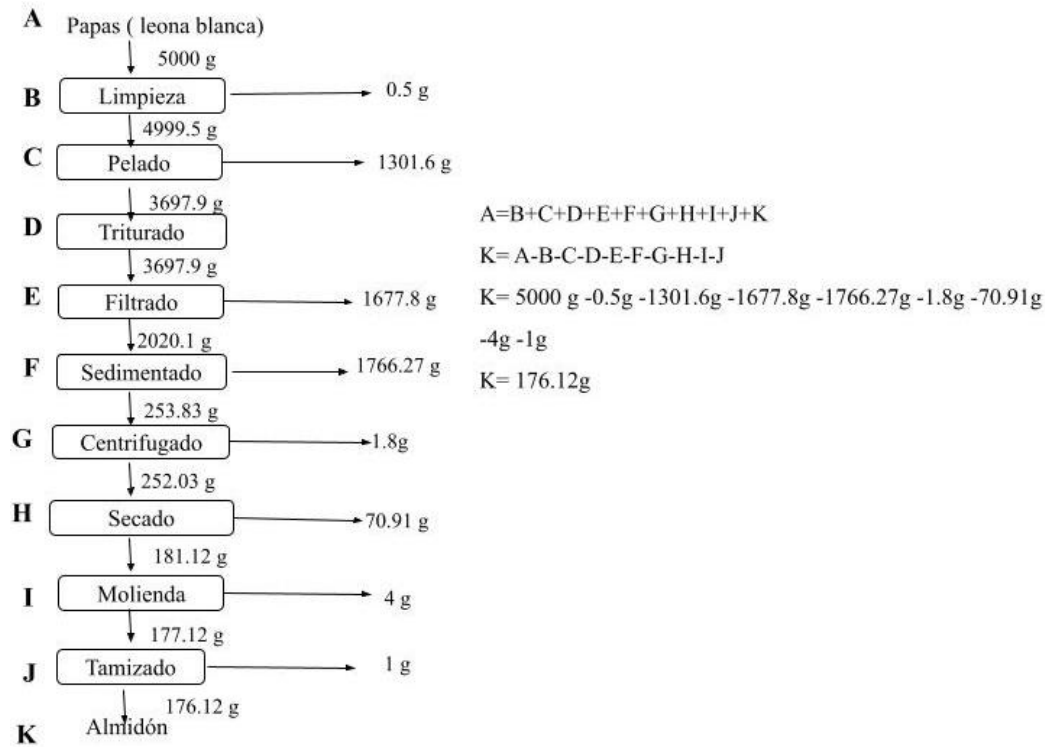 A Papas ( leona blanca)
5000 g
B Limpieza 0.5 g
4999.5 g
C Pelado 1301.6 g
3697.9 g
D Triturado
3697.9 g
E Filtrado 1677.8 g
2020.1 g
F Sedimentado 1766.27 g
253.83 g
G Centrifugado 1.8g
252.03 g
H Secado 70.91 g
181.12 g
I Molienda 4 g
177.12 g
J Tamizado 1 g
176.12 g
K Almidón
A=B+C+D+E+F+G+H+I+J+K
K= A-B-C-D-E-F-G-H-I-J
K= 5000 g -0.5g -1301.6g -1677.8g -1766.27g -1.8g -70.91g
-4g -1g
K= 176.12g